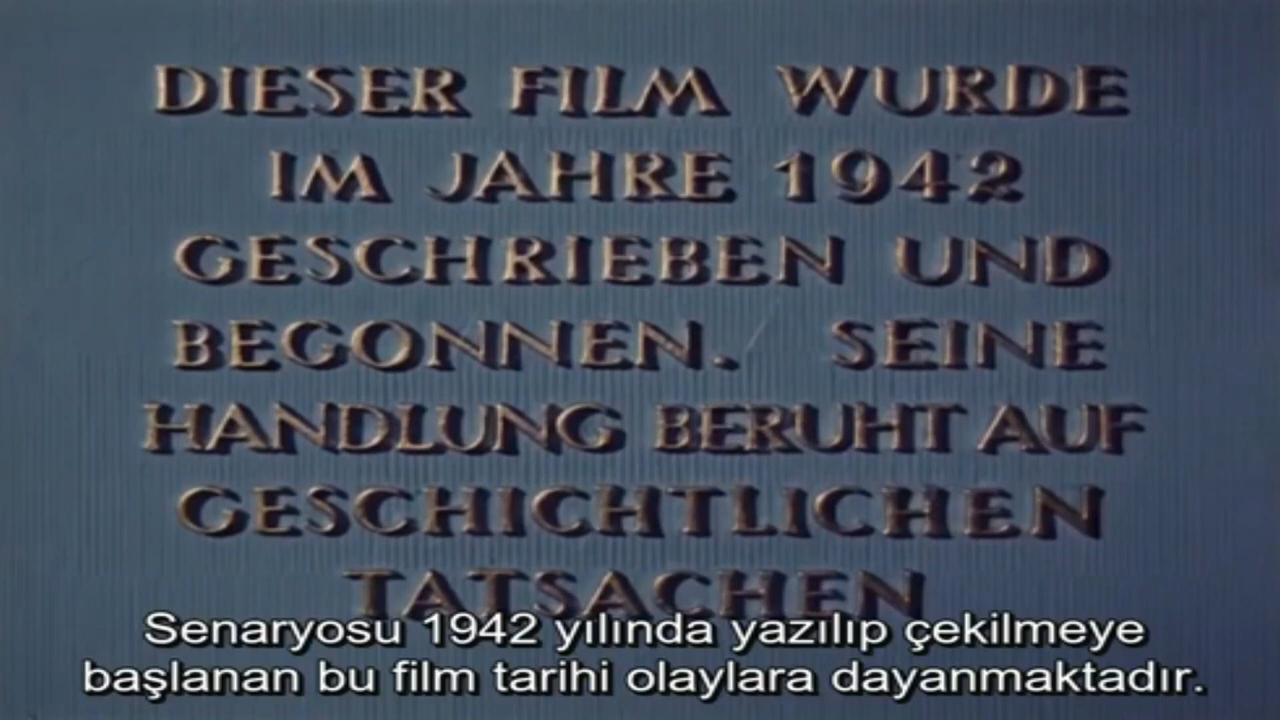 DIESER FILM WURDE
IM JAHRE 1942
GESCHRIEBEN UND
BEGONNEN. SEINE
HANDLUNG BERUHT AUF
GESCHICHTLICHEN
TATSACHEN
Senaryosu 1942 yılında yazılıp çekilmeye
başlanan bu film tarihi olaylara dayanmaktadır.